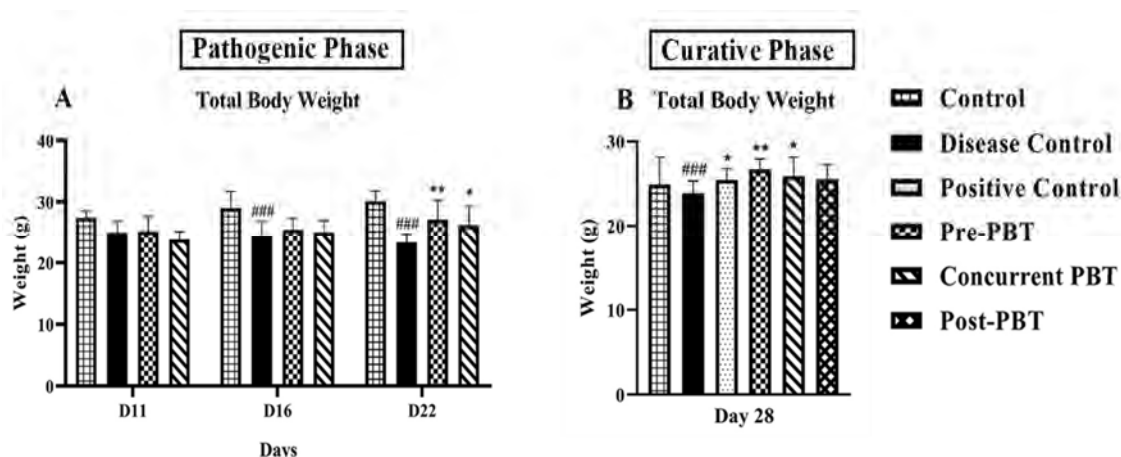 Pathogenic Phase
A
Total Body Weight
Weight (g)
40
30
20
10
0
###
###
**
*
D11
D16
D22
Days
Curative Phase
B Total Body Weight
Weight (g)
30
20
10
0
###
*
**
*
Day 28
Control
Disease Control
Positive Control
Pre-PBT
Concurrent PBT
Post-PBT